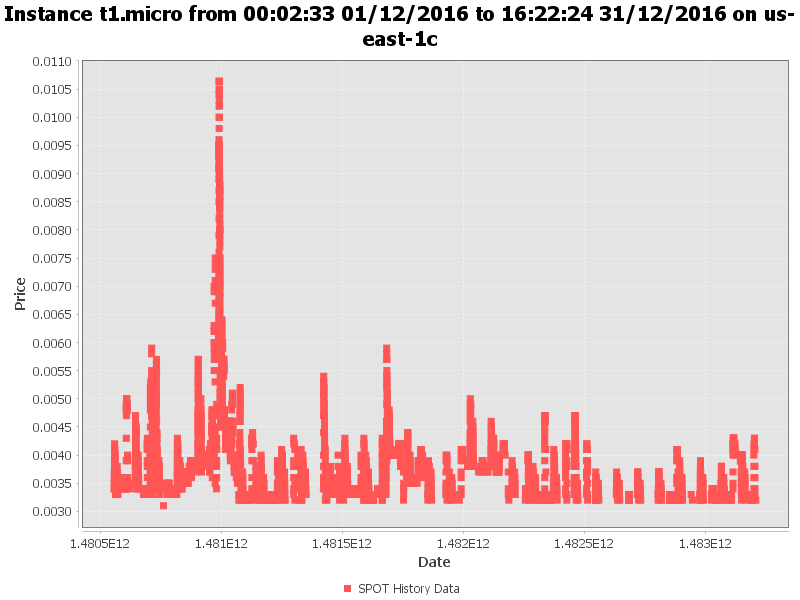 Instance t1.micro from 00:02:33 01/12/2016 to 16:22:24 31/12/2016 on us-
east-1c
0.0110
0.0105
0.0100
0.0095
0.0090
0.0085
0.0080
0.0075
0.0070
0.0065
0.0060
0.0055
0.0050
0.0045
0.0040
0.0035
0.0030
Price
1.4805E12 1.481E12 1.4815E12 1.482E12 1.4825E12 1.483E12
Date
SPOT History Data